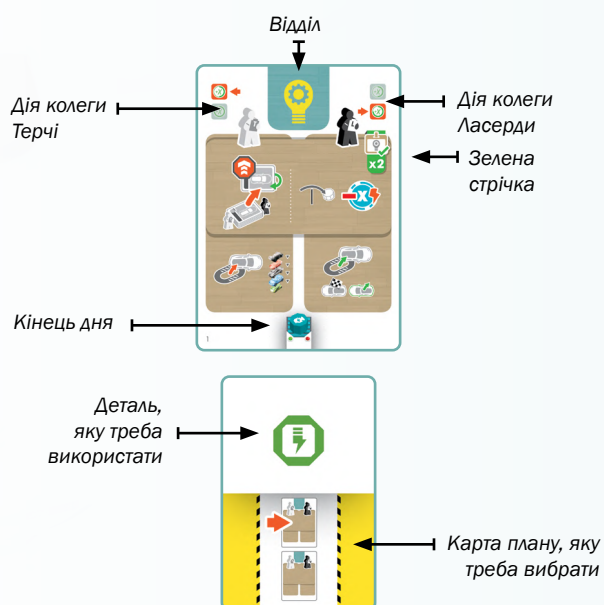 Відділ
Дія колеги
Терчі
Дія колеги
Ласерди
x2
Зелена
стрічка
Кінець дня
1
Деталь,
яку треба
використати
Карта плану, яку
треба вибрати